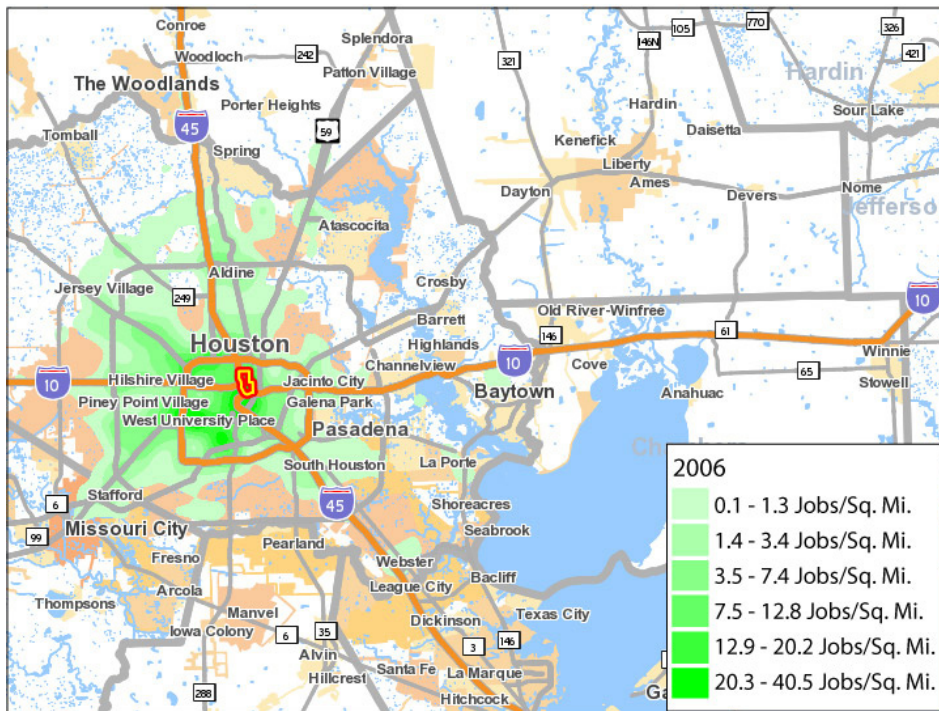 Conroe
Splendora
Woodloch
242
Patton Village
The Woodlands
Porter Heights
45
59
Tomball
Spring
321
146N
105
770
326
421
Hardin
Hardin
Sour Lake
Kenefick
Daisetta
Liberty
Ames
Dayton
Devers
Nome
Jefferso
Atascocita
Aldine
Jersey Village
249
Crosby
Barrett
Highlands
Channelview
Houston
10
Hilshire Village
Jacinto City
Piney Point Village
Galena Park
West University Place
Pasadena
10
Baytown
146
Old River-Winfree
Cove
61
65
Anahuac
10
Winnie
Stowell
South Houston
La Porte
45
Stafford
6
Missouri City
99
Shoreacres
Seabrook
Fresno
Pearland
Webster
League City
Bacliff
Thompsons
Arcola
Manvel
Iowa Colony
6
35
Dickinson
3
146
Texas City
Alvin
Santa Fe
La Marque
Hillcrest
288
Hitchcock
2006
0.1 - 1.3 Jobs/Sq. Mi.
1.4 - 3.4 Jobs/Sq. Mi.
3.5 - 7.4 Jobs/Sq. Mi.
7.5 - 12.8 Jobs/Sq. Mi.
12.9 - 20.2 Jobs/Sq. Mi.
20.3 - 40.5 Jobs/Sq. Mi.